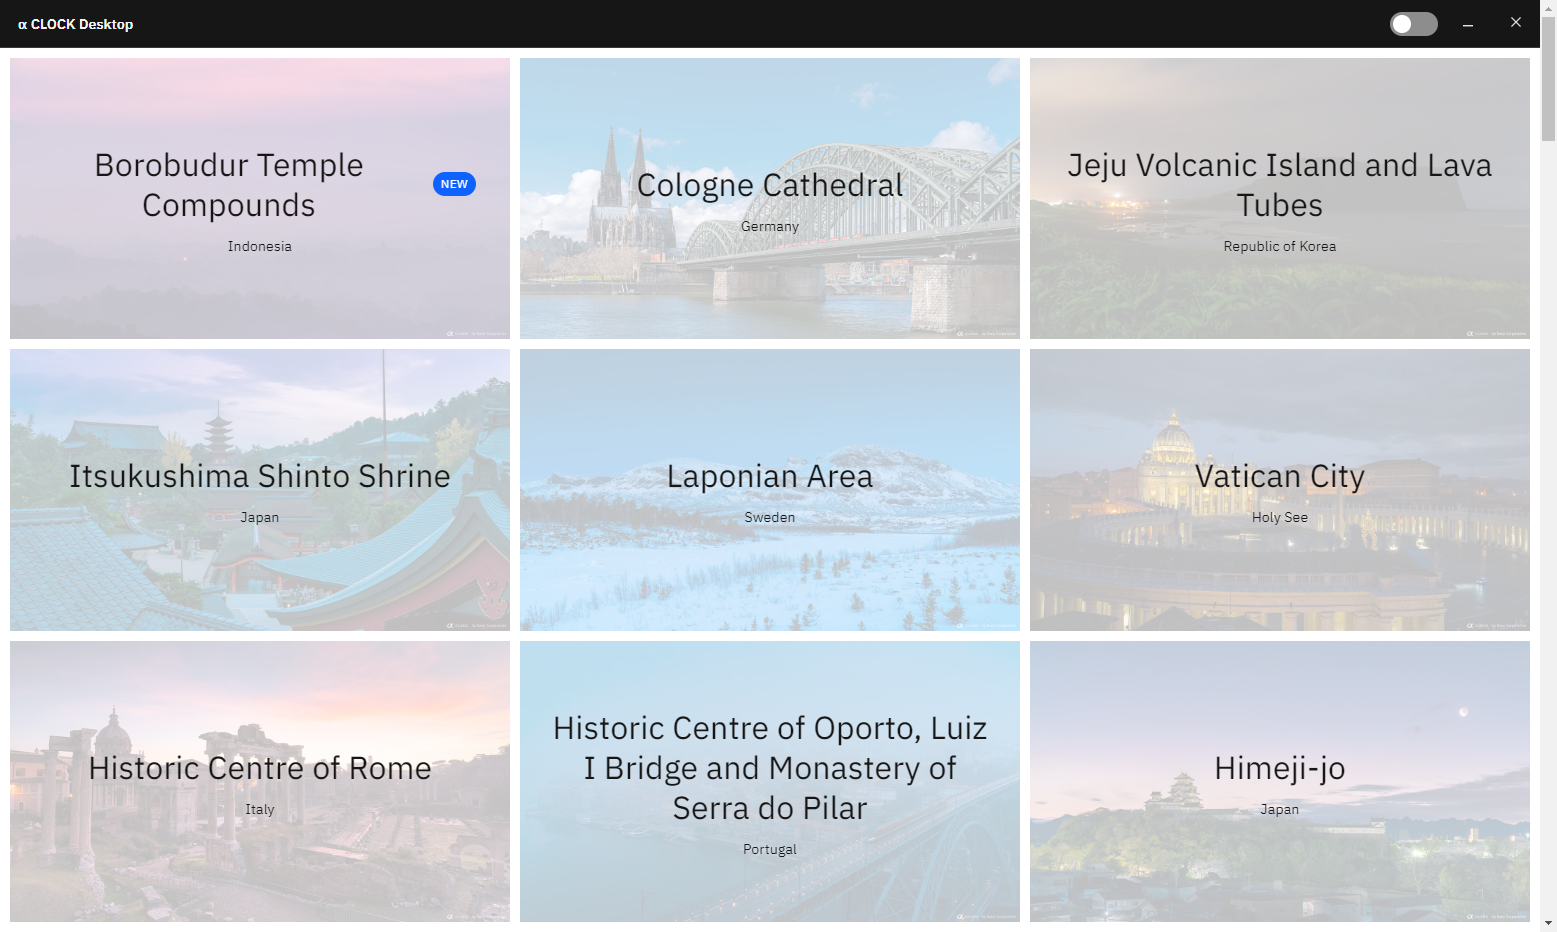 α CLOCK Desktop
Borobudur Temple
Compounds
NEW
Indonesia
Cologne Cathedral
Germany
Jeju Volcanic Island and Lava
Tubes
Republic of Korea
Itsukushima Shinto Shrine
Japan
Laponian Area
Sweden
Vatican City
Holy See
Historic Centre of Rome
Italy
Historic Centre of Oporto, Luiz
I Bridge and Monastery of
Serra do Pilar
Portugal
Himeji-jo
Japan